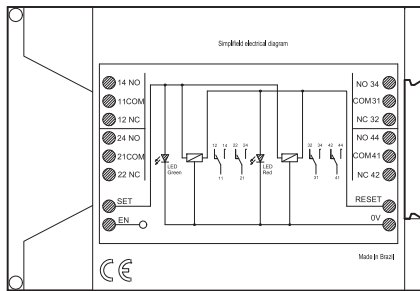 Simplifield electrical diagram
14 NO
11COM
12 NC
24 NO
21COM
22 NC
SET
EN
LED
Green
12 14 22 24
11 21
LED
Red
32 34 42 44
31 41
NO 34
COM31
NC 32
NO 44
COM41
NC 42
RESET
0V
CE
Made in Brazil